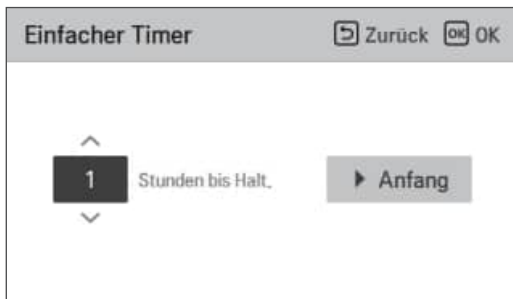 Einfacher Timer Zurück OK OK
1 Stunden bis Halt. Anfang